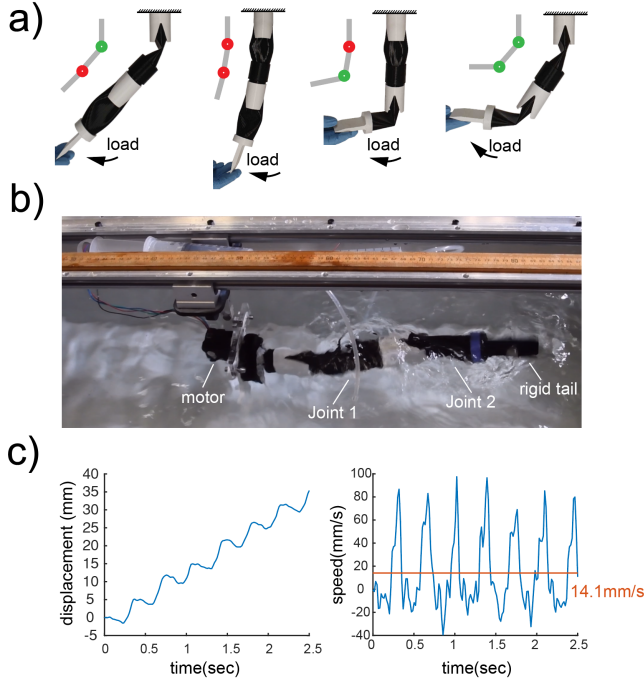 a)
load
load
load
load
b)
motor
Joint 1
Joint 2
rigid tail
c)
displacement (mm)
40
35
30
25
20
15
10
5
0
-5
0 0.5 1 1.5 2 2.5
time(sec)
speed(mm/s)
100
80
60
40
20
0
-20
-40
14.1mm/s
0 0.5 1 1.5 2 2.5
time(sec)